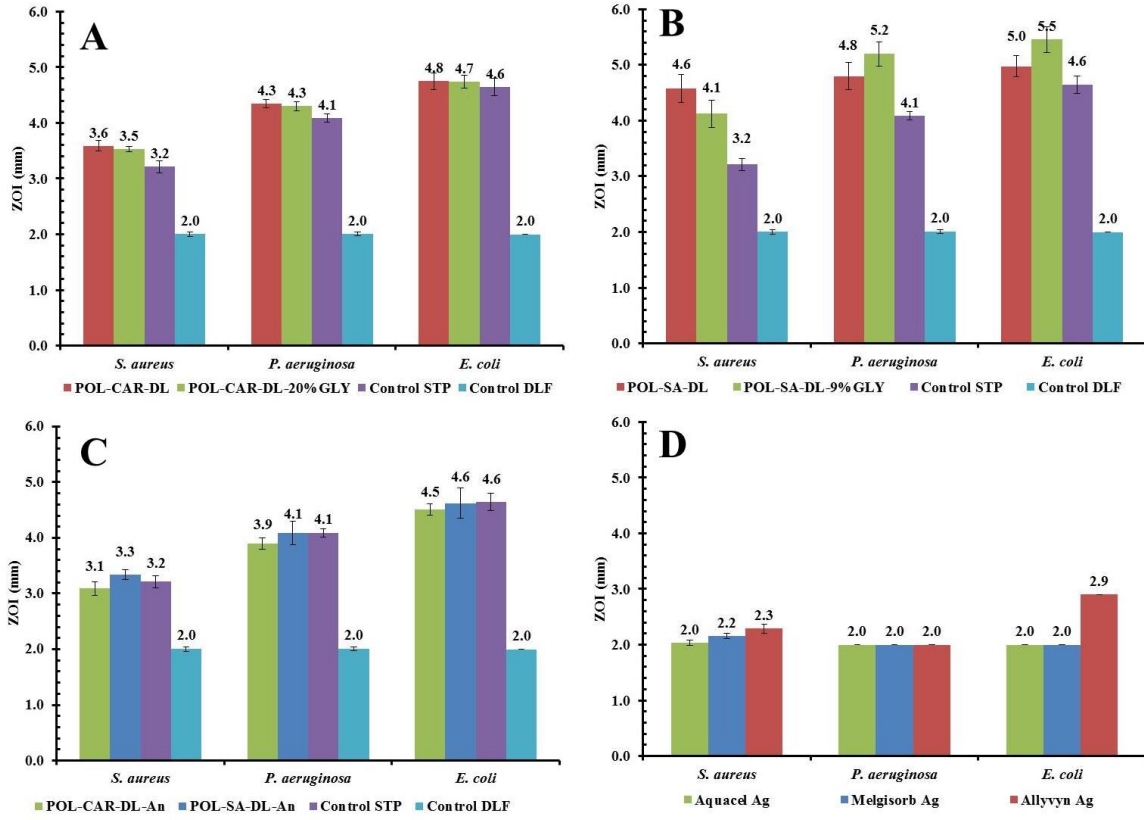 A
ZOI (mm)
6.0
5.0
4.0
3.0
2.0
1.0
0.0
3.6 3.5 3.2 2.0
4.3 4.3 4.1 2.0
4.8 4.7 4.6 2.0
S. aureus P. aeruginosa E. coli
POL-CAR-DL POL-CAR-DL-20%GLY Control STP Control DLF
B
ZOI (mm)
6.0
5.0
4.0
3.0
2.0
1.0
0.0
4.6 4.1 3.2 2.0
4.8 5.2 4.1 2.0
5.0 5.5 4.6 2.0
S. aureus P. aeruginosa E. coli
POL-SA-DL POL-SA-DL-9%GLY Control STP Control DLF
C
ZOI (mm)
6.0
5.0
4.0
3.0
2.0
1.0
0.0
3.1 3.3 3.2 2.0
3.9 4.1 4.1 2.0
4.5 4.6 4.6 2.0
S. aureus P. aeruginosa E. coli
POL-CAR-DL-An POL-SA-DL-An Control STP Control DLF
D
ZOI (mm)
6.0
5.0
4.0
3.0
2.0
1.0
0.0
2.0 2.2 2.3
2.0 2.0 2.0
2.0 2.0 2.9
S. aureus P. aeruginosa E. coli
Aquacel Ag Melgisorb Ag Allyvyn Ag